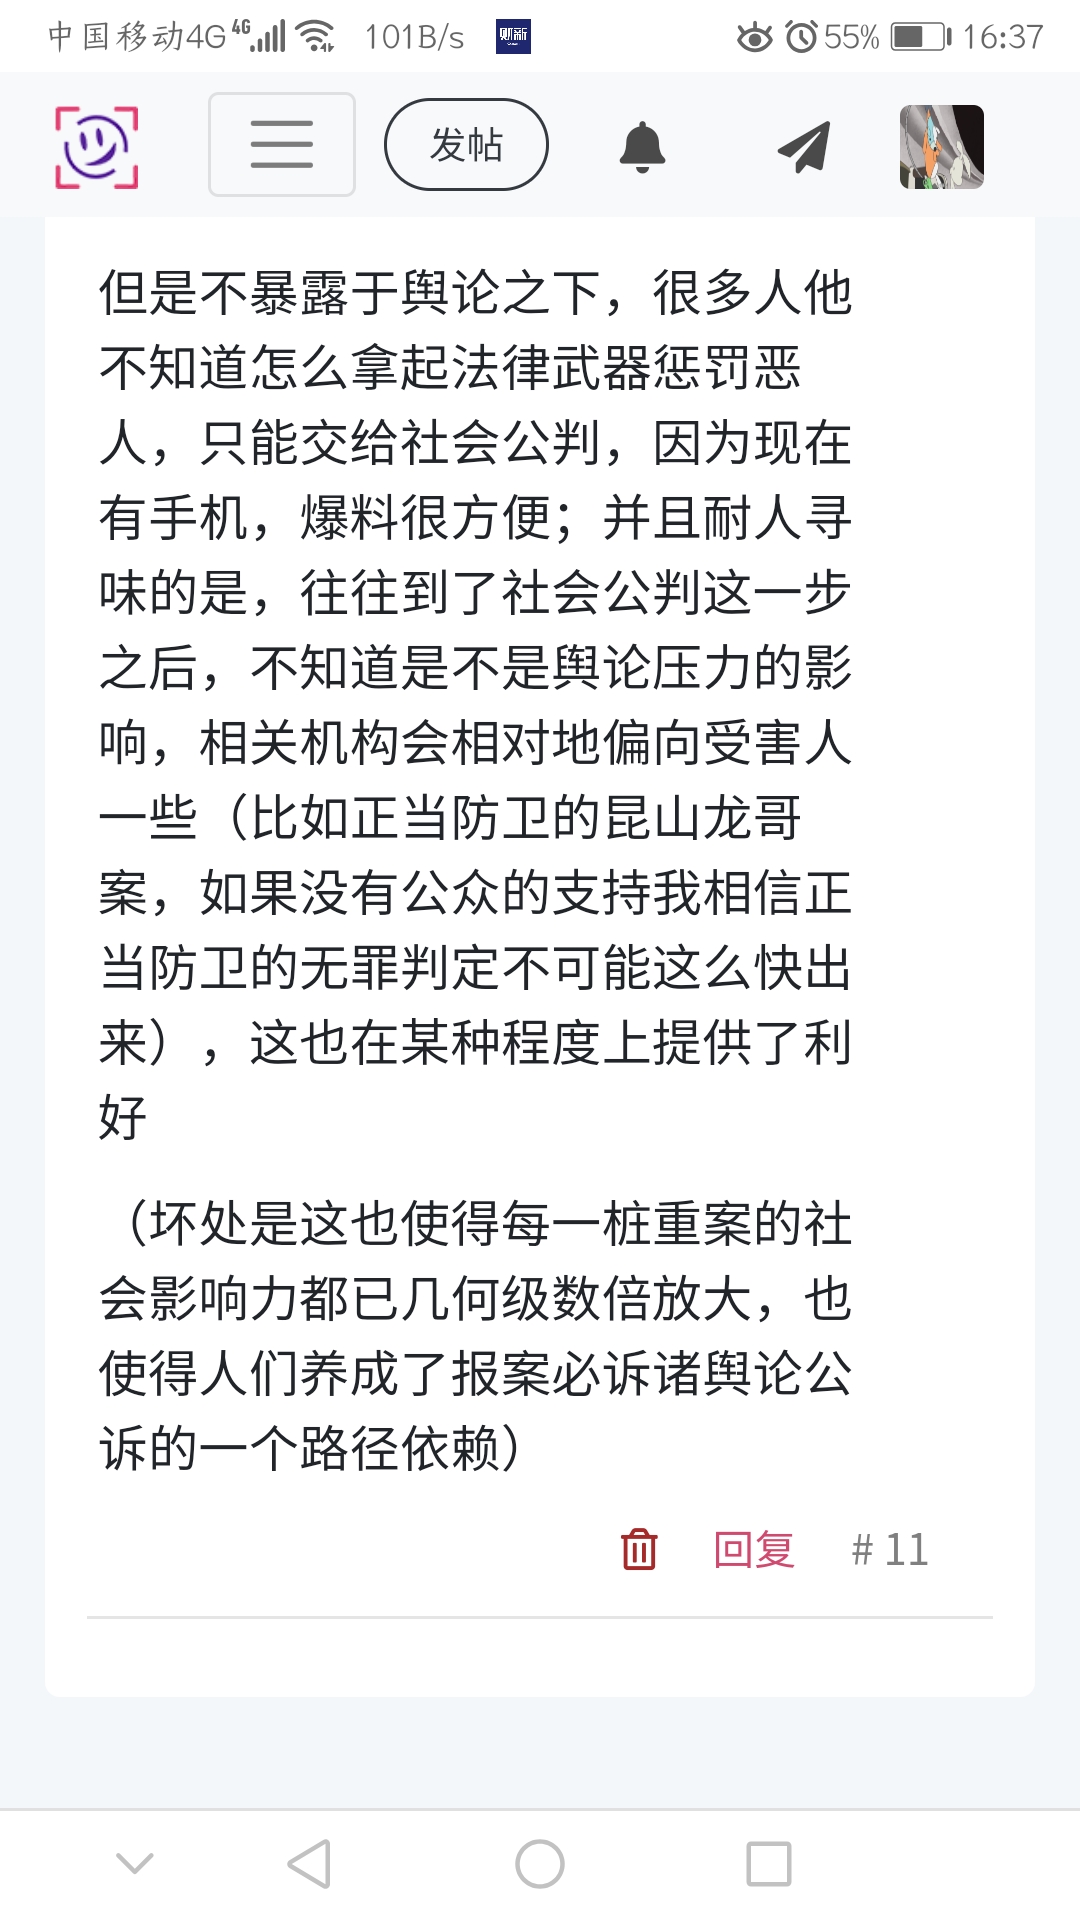 中国移动4G 4G 101B/s 财新 55% 16:37
发帖
但是不暴露于舆论之下，很多人他
不知道怎么拿起法律武器惩罚恶
人，只能交给社会公判，因为现在
有手机，爆料很方便；并且耐人寻
味的是，往往到了社会公判这一步
之后，不知道是不是舆论压力的影
响，相关机构会相对地偏向受害人
一些（比如正当防卫的昆山龙哥
案，如果没有公众的支持我相信正
当防卫的无罪判定不可能这么快出
来），这也在某种程度上提供了利
好
（坏处是这也使得每一桩重案的社
会影响力都已几何级数倍放大，也
使得人们养成了报案必诉诸舆论公
诉的一个路径依赖）
回复 # 11